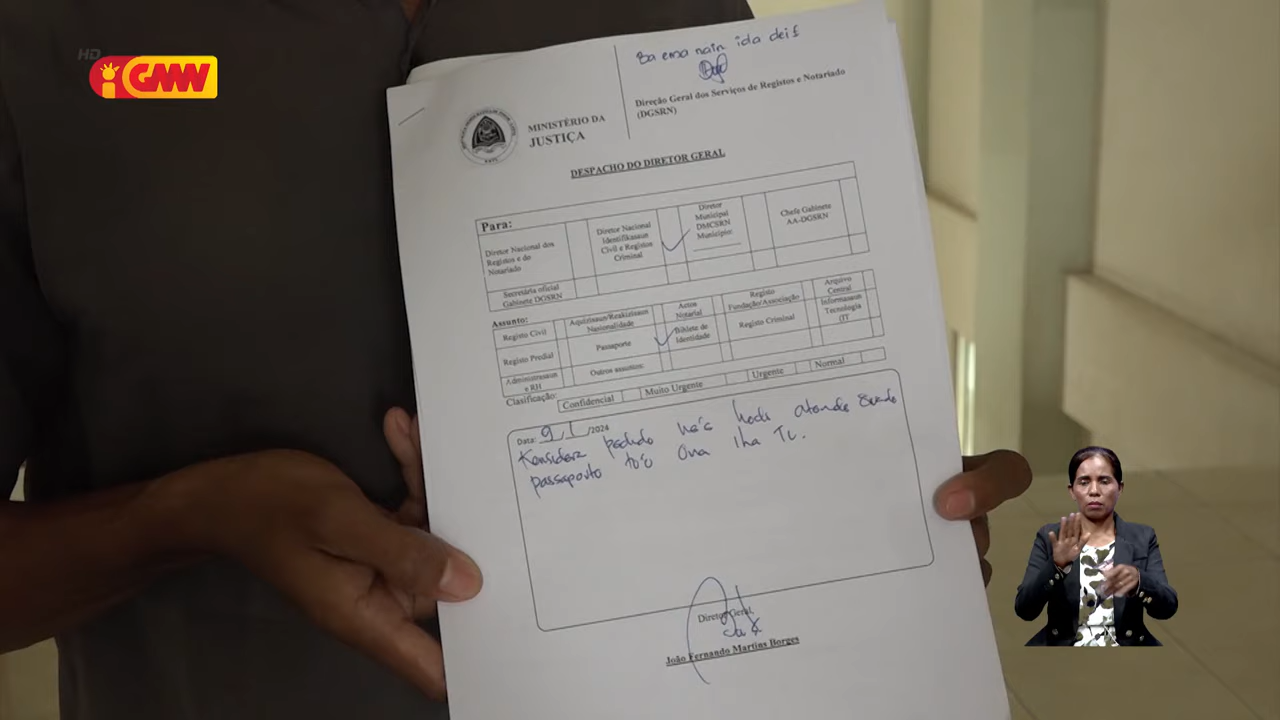 HD
GMN
Ba ema nain ida dei
MINISTÉRIO DA
JUSTIÇA
Direção Geral dos Serviços de Registos e Notariado
(DGSRN)
DESPACHO DO DIRETOR GERAL
Para:
Diretor Nacional dos
Registos e do
Notariado
Diretor Nacional
Identifikasaun
Civil e Registos
Criminal
Diretor
Municipal
DMCSRN
Município:
Chefe Gabinete
AA-DGSRN
Secretária oficial
Gabinete DGSRN
Assunto:
Registo Civil
Aquizisaun/Reakizisaun
Nasionalidade
Actos
Notarial
Registo
Fundação/Associação
Arquivo
Central
Registo Predial
Passaporte
Bilhete de
Identidade
Registo Criminal
Informasaun
Tecnologia
(IT
Administrasaun
e RH
Outros assuntos:
Clasificação:
Confidencial
Muito Urgente
Urgente
Normal
Data: 9/1/2024
Konsidera pedido ne'e hodi atende
passaporto to'o ona iha TL.
Diretor Geral,
João Fernando Martins Borges